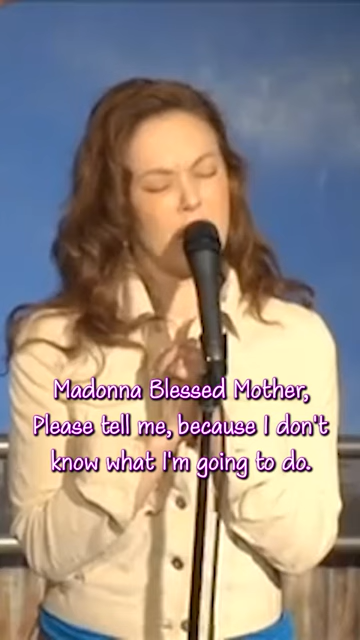 Madonna Blessed Mother,
Please tell me, because I don't
know what I'm going to do.